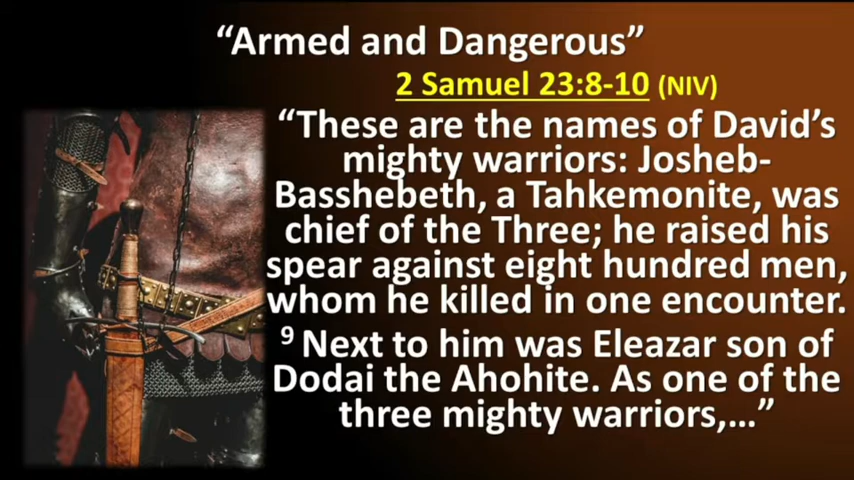 “Armed and Dangerous”
2 Samuel 23:8-10 (NIV)
“These are the names of David’s
mighty warriors: Josheb-
Basshebeth, a Tahkemonite, was
chief of the Three; he raised his
spear against eight hundred men,
whom he killed in one encounter.
9 Next to him was Eleazar son of
Dodai the Ahohite. As one of the
three mighty warriors,…”